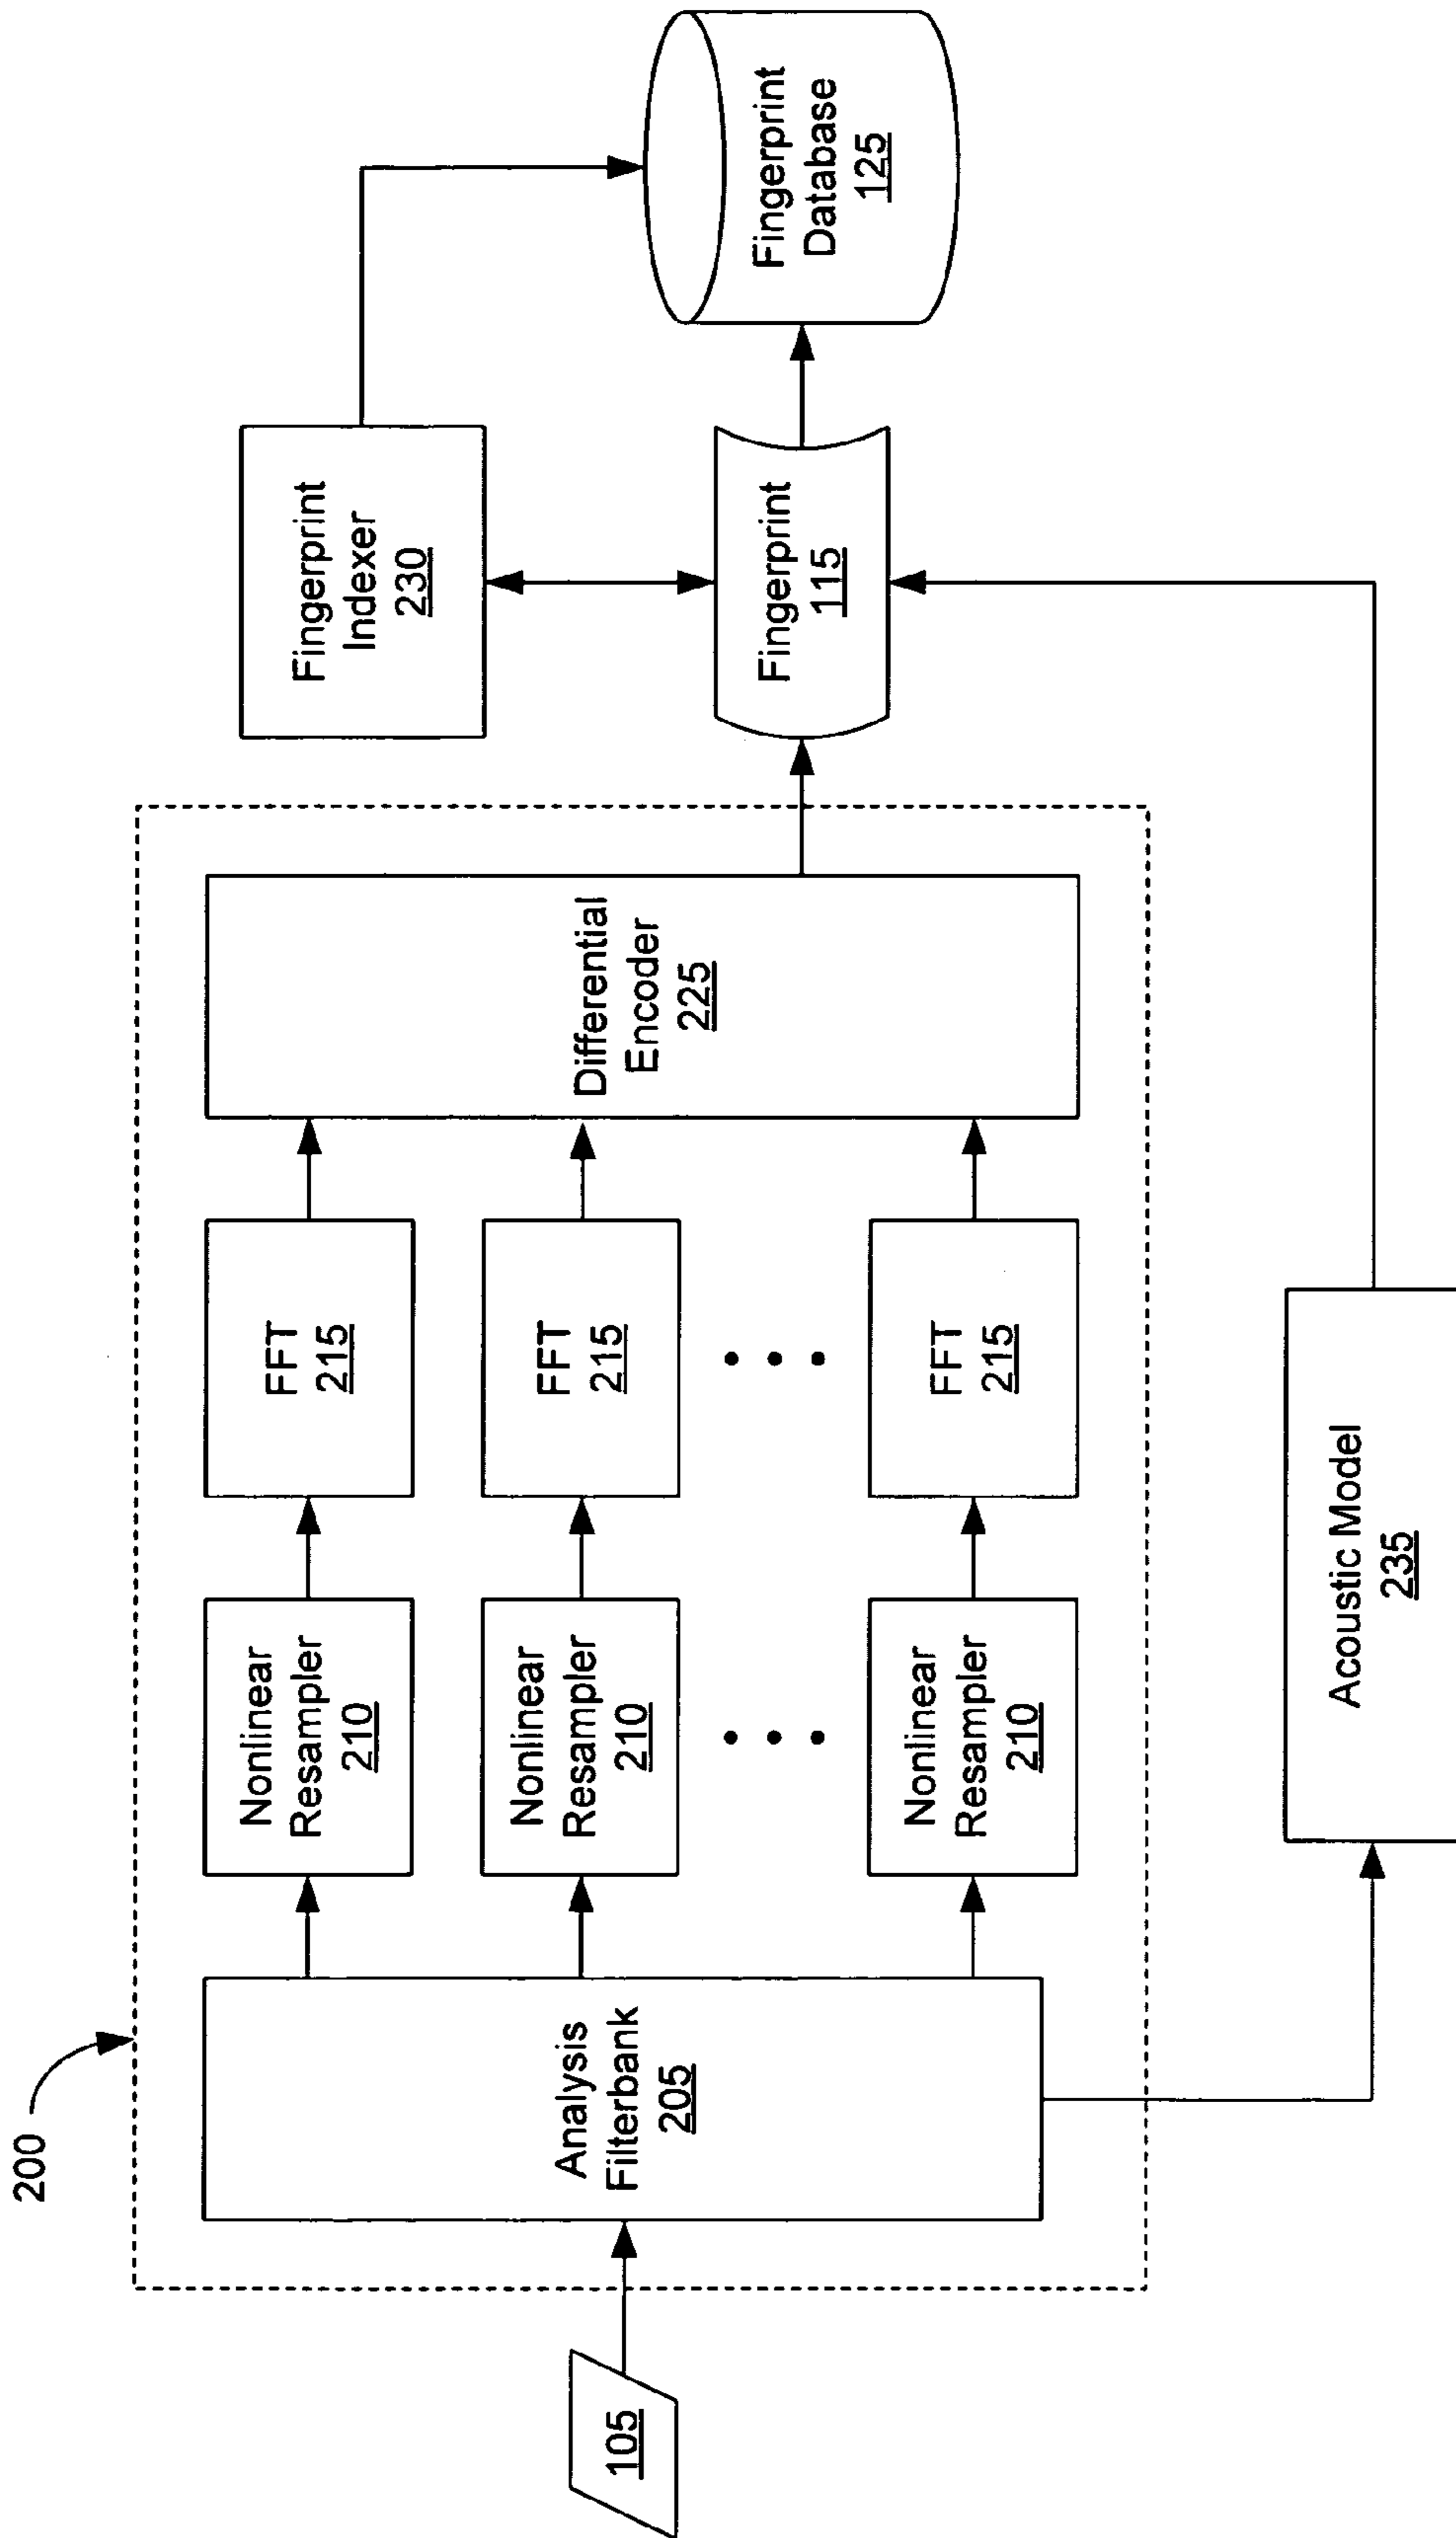 200
105
Analysis
Filterbank
205
Nonlinear
Resampler
210
FFT
215
Nonlinear
Resampler
210
FFT
215
Nonlinear
Resampler
210
FFT
215
Differential
Encoder
225
Fingerprint
Indexer
230
Fingerprint
115
Fingerprint
Database
125
Acoustic Model
235